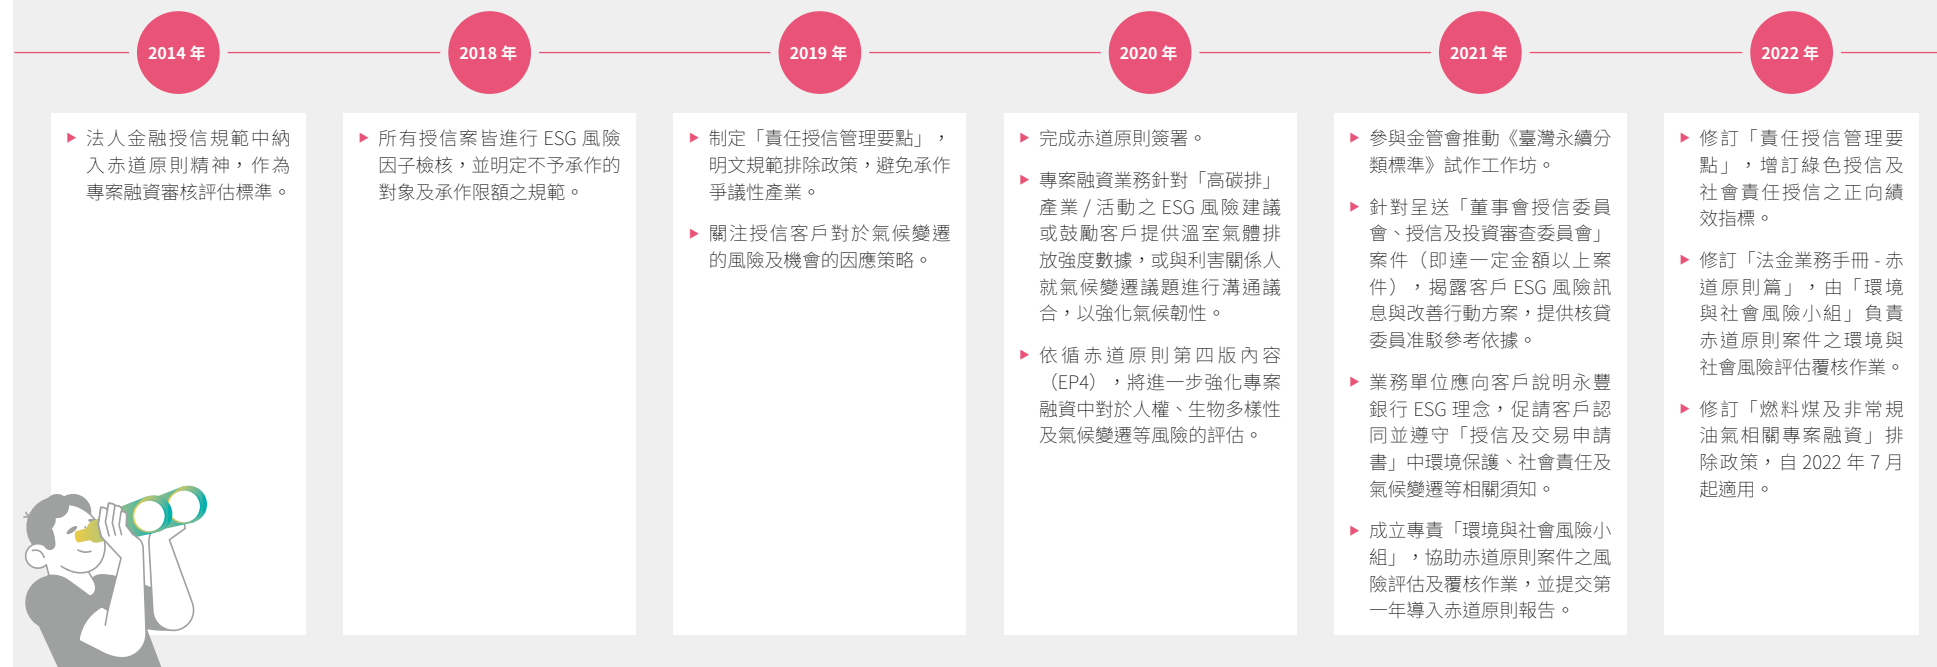 2014 年
法人金融授信規範中納
入赤道原則精神，作為
專案融資審核評估標準。
2018 年
所有授信案皆進行 ESG 風險
因子檢核，並明定不予承作的
對象及承作限額之規範。
2019 年
制定「責任授信管理要點」，
明文規範排除政策，避免承作
爭議性產業。
關注授信客戶對於氣候變遷
的風險及機會的因應策略。
2020 年
完成赤道原則簽署。
專案融資業務針對「高碳排」
產業 / 活動之 ESG 風險建議
或鼓勵客戶提供溫室氣體排
放強度數據，或與利害關係人
就氣候變遷議題進行溝通議
合，以強化氣候韌性。
依循赤道原則第四版內容
（EP4），將進一步強化專案
融資中對於人權、生物多樣性
及氣候變遷等風險的評估。
2021 年
參與金管會推動《臺灣永續分
類標準》試作工作坊。
針對呈送「董事會授信委員
會、授信及投資審查委員會」
案件（即達一定金額以上案
件），揭露客戶 ESG 風險訊
息與改善行動方案，提供核貸
委員准駁參考依據。
業務單位應向客戶說明永豐
銀行 ESG 理念，促請客戶認
同並遵守「授信及交易申請
書」中環境保護、社會責任及
氣候變遷等相關須知。
成立專責「環境與社會風險小
組」，協助赤道原則案件之風
險評估及覆核作業，並提交第
一年導入赤道原則報告。
2022 年
修訂「責任授信管理要
點」，增訂綠色授信及
社會責任授信之正向績
效指標。
修訂「法金業務手冊 - 赤
道原則篇」，由「環境
與社會風險小組」負責
赤道原則案件之環境與
社會風險評估覆核作業。
修訂「燃料煤及非常規
油氣相關專案融資」排
除政策，自 2022 年 7 月
起適用。